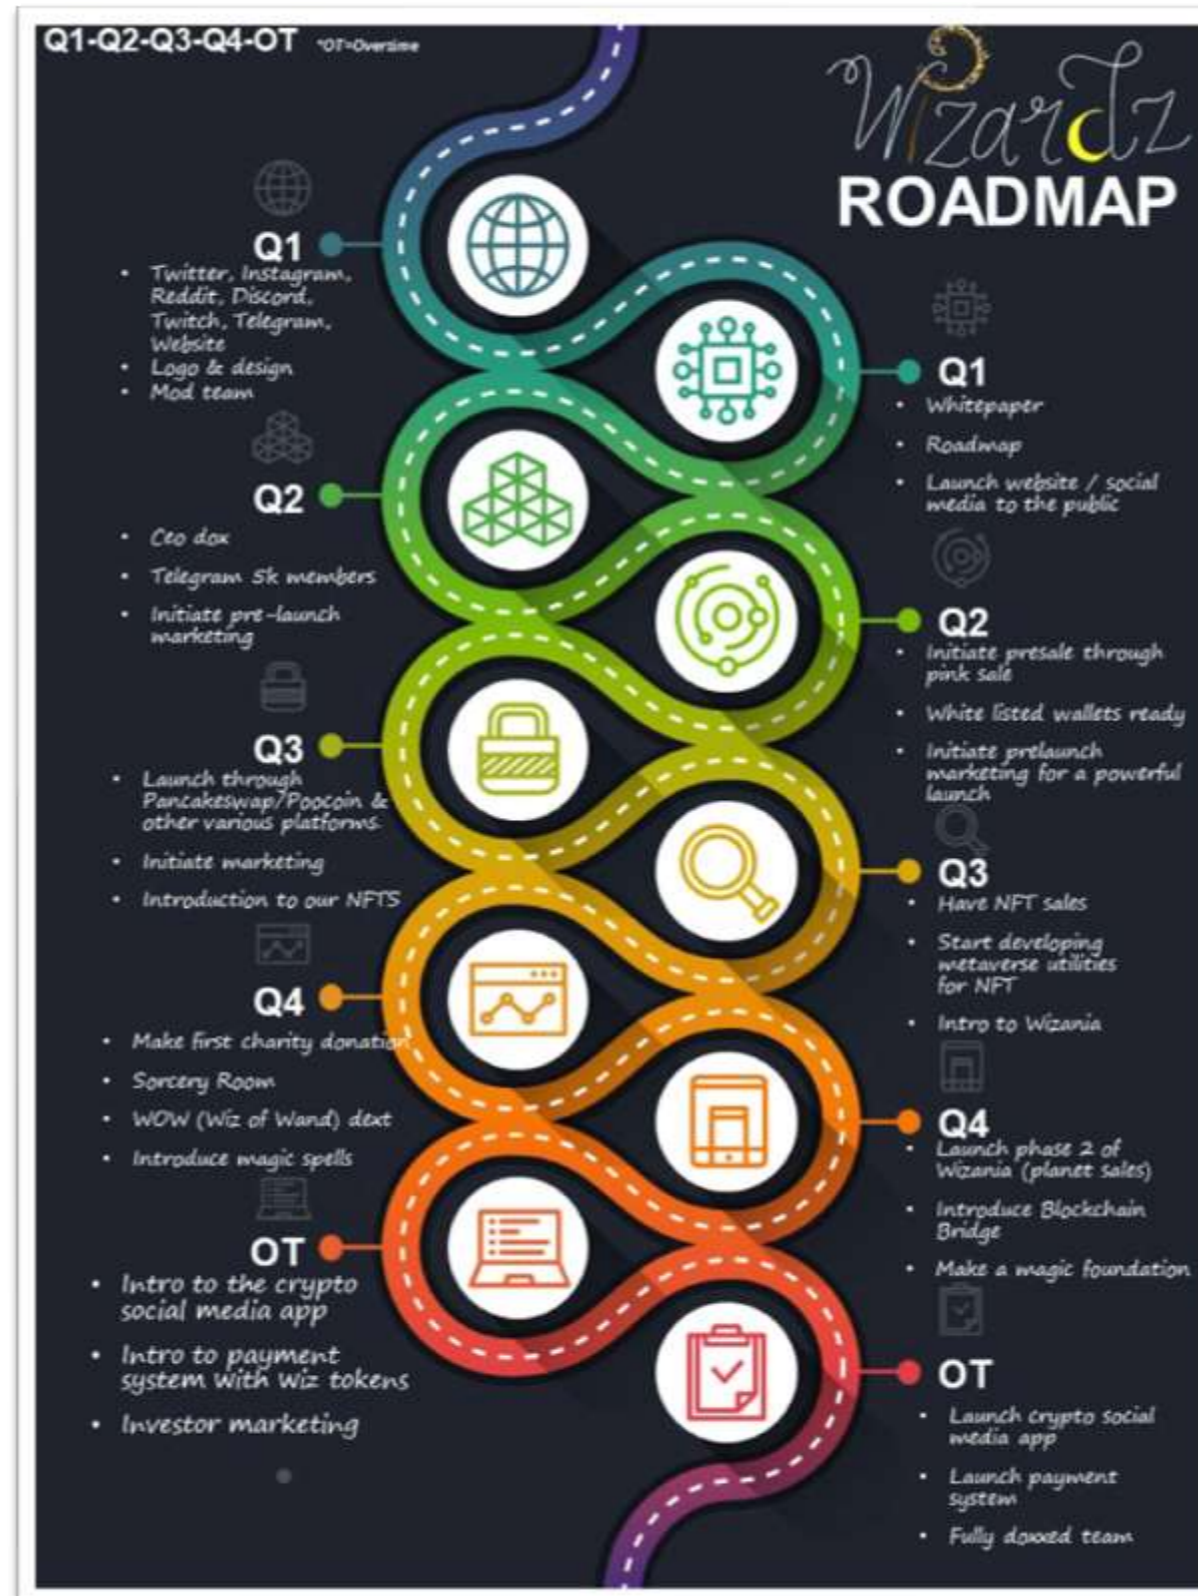 Q1-Q2-Q3-Q4-OT *OT=Overtime
Wizardz
ROADMAP
Q1
• Twitter, Instagram,
Reddit, Discord,
Twitch, Telegram,
Website
• Logo & design
• Mod team
Q1
• Whitepaper
• Roadmap
• Launch website / social
media to the public
Q2
• Ceo dox
• Telegram 5k members
• Initiate pre-launch
marketing
Q2
• Initiate presale through
pink sale
• White listed wallets ready
• Initiate prelaunch
marketing for a powerful
launch
Q3
• Launch through
Pancakeswap/Poocoin &
other various platforms.
• Initiate marketing
• Introduction to our NFTS
Q3
• Have NFT sales
• Start developing
metaverse utilities
for NFT
• Intro to Wizania
Q4
• Make first charity donation
• Sorcery Room
• WOW (Wiz of Wand) dext
• Introduce magic spells
Q4
• Launch phase 2 of
Wizania (planet sales)
• Introduce Blockchain
Bridge
• Make a magic foundation
OT
• Intro to the crypto
social media app
• Intro to payment
system with Wiz tokens
• Investor marketing
OT
• Launch crypto social
media app
• Launch payment
system
• Fully doxxed team